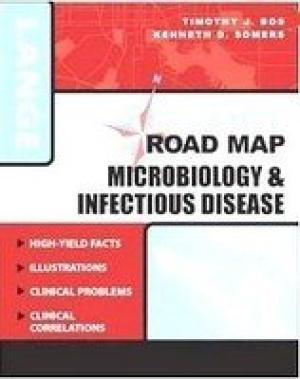 TIMOTHY J. BOS
KENNETH D. SOMERS
LANGE
ROAD MAP
MICROBIOLOGY &
INFECTIOUS DISEASE
HIGH-YIELD FACTS
ILLUSTRATIONS
CLINICAL PROBLEMS
CLINICAL
CORRELATIONS